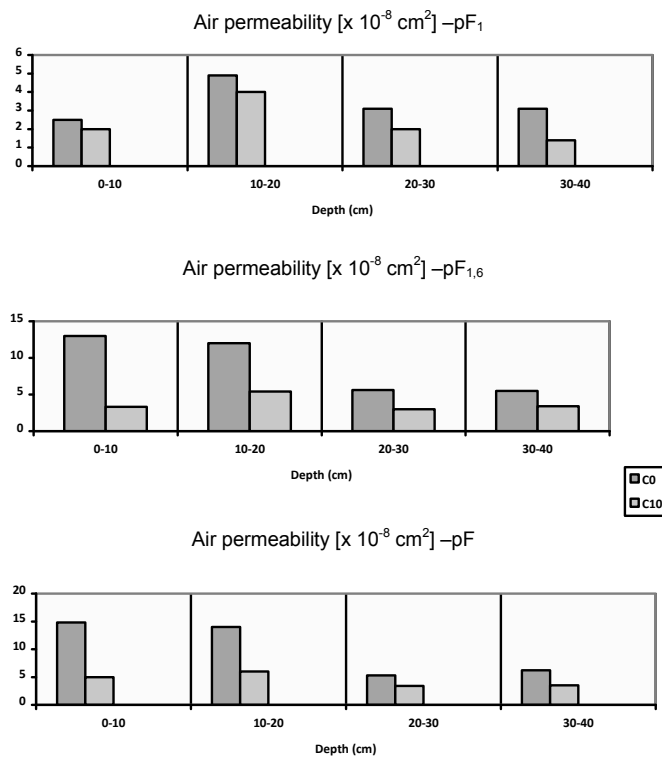 Air permeability [x 10⁻⁸ cm²] –pF₁
6
5
4
3
2
1
0
0-10 10-20 20-30 30-40
Depth (cm)
Air permeability [x 10⁻⁸ cm²] –pF₁,₆
15
10
5
0
0-10 10-20 20-30 30-40
Depth (cm)
C0
C10
Air permeability [x 10⁻⁸ cm²] –pF
20
15
10
5
0
0-10 10-20 20-30 30-40
Depth (cm)